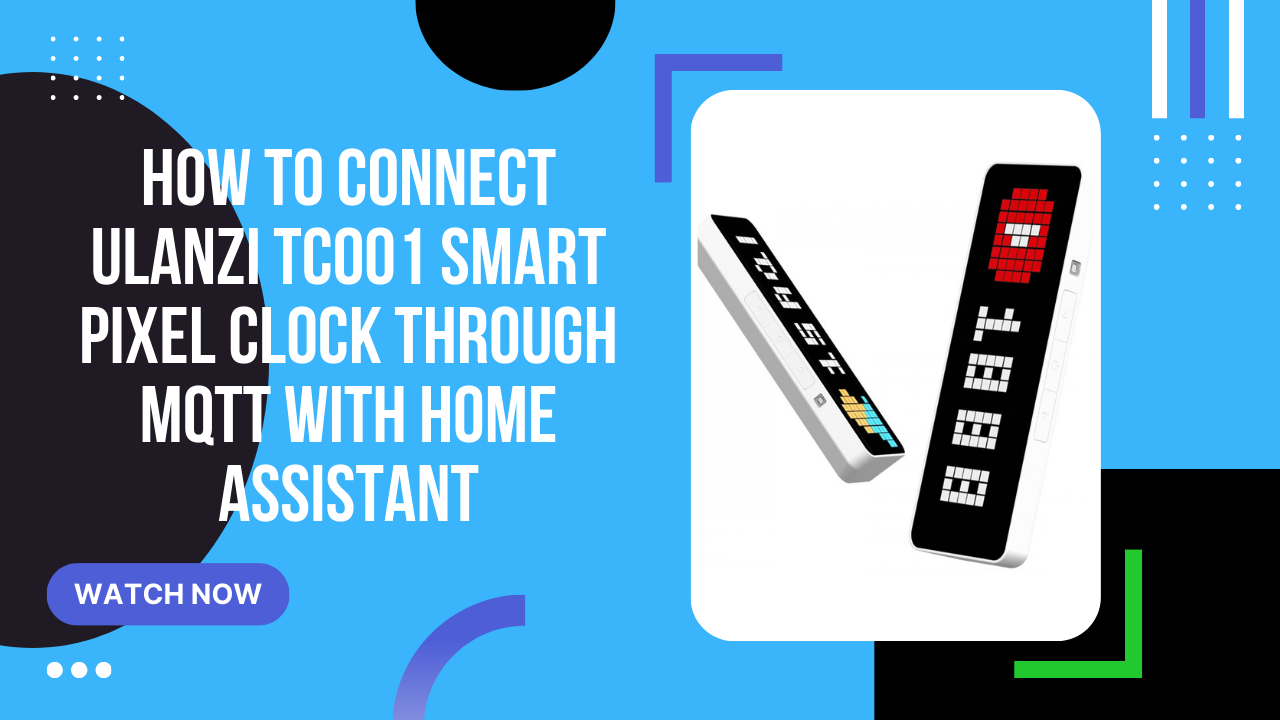 HOW TO CONNECT
ULANZI TC001 SMART
PIXEL CLOCK THROUGH
MQTT WITH HOME
ASSISTANT
WATCH NOW